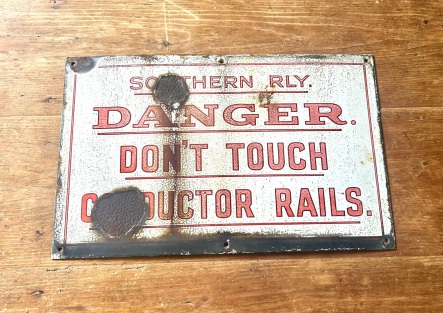 SOUTHERN RLY.
DANGER.
DON'T TOUCH
CONDUCTOR RAILS.